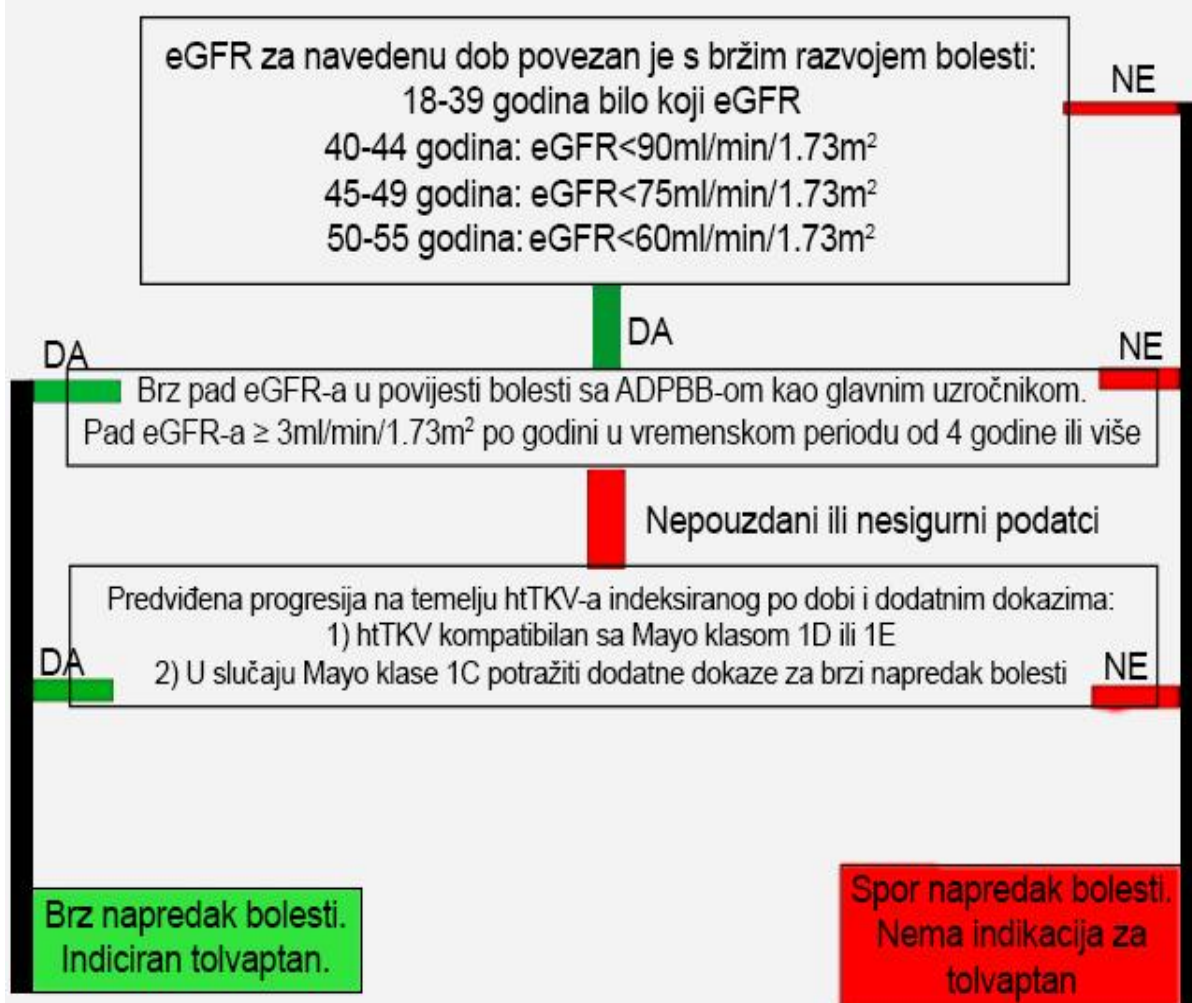 eGFR za navedenu dob povezan je s bržim razvojem bolesti:
18-39 godina bilo koji eGFR
40-44 godina: eGFR<90ml/min/1.73m²
45-49 godina: eGFR<75ml/min/1.73m²
50-55 godina: eGFR<60ml/min/1.73m²
NE
DA
DA
NE
Brz pad eGFR-a u povijesti bolesti sa ADPBB-om kao glavnim uzročnikom.
Pad eGFR-a ≥ 3ml/min/1.73m² po godini u vremenskom periodu od 4 godine ili više
Nepouzdani ili nesigurni podatci
Predviđena progresija na temelju htTKV-a indeksiranog po dobi i dodatnim dokazima:
1) htTKV kompatibilan sa Mayo klasom 1D ili 1E
2) U slučaju Mayo klase 1C potražiti dodatne dokaze za brzi napredak bolesti
DA
NE
Brz napredak bolesti.
Indiciran tolvaptan.
Spor napredak bolesti.
Nema indikacija za
tolvaptan